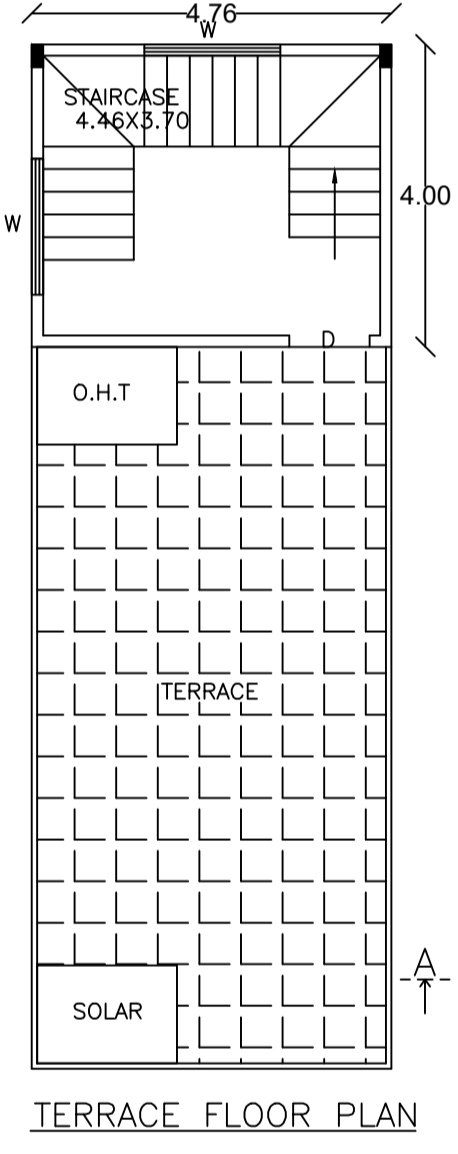 4.76
W
STAIRCASE
4.46X3.70
W
4.00
D
O.H.T
TERRACE
A
SOLAR
TERRACE FLOOR PLAN